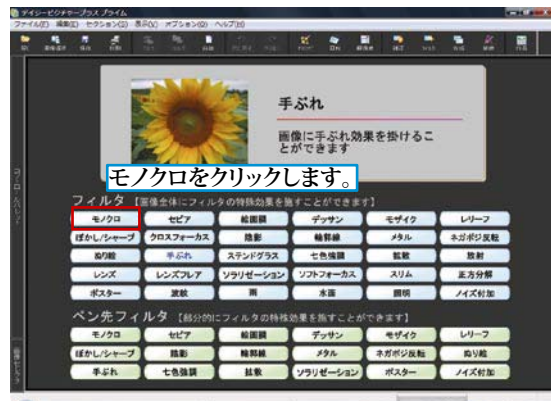 デイジーピクチャープラス プライム
ファイル(F) 編集(E) セクション(S) 表示(V) オプション(O) ヘルプ(H)
手ぶれ
画像に手ぶれ効果を掛けるこ
とができます
モノクロをクリックします。
フィルタ 【画像全体にフィルタの特殊効果を施すことができます】
モノクロ セピア 絵画調 デッサン モザイク レリーフ
ぼかし/シャープ クロスフォーカス 陰影 輪郭線 メタル ネガポジ反転
ぬり絵 手ぶれ ステンドグラス 七色強調 拡散 放射
レンズ レンズフレア ソラリゼーション ソフトフォーカス スリム 正方分解
ポスター 波紋 雨 水面 照明 ノイズ付加
ペン先フィルタ 【部分的にフィルタの特殊効果を施すことができます】
モノクロ セピア 絵画調 デッサン モザイク レリーフ
ぼかし/シャープ 陰影 輪郭線 メタル ネガポジ反転 ぬり絵
手ぶれ 七色強調 拡散 ソラリゼーション ポスター ノイズ付加